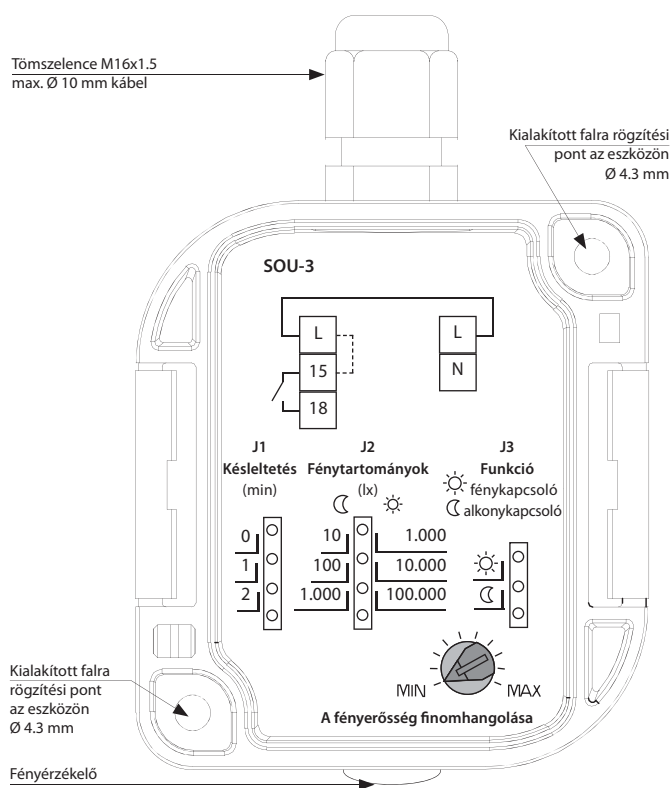 Tömszelence M16x1.5
max. Ø 10 mm kábel
Kialakított falra rögzítési
pont az eszközön
Ø 4.3 mm
SOU-3
L
15
18
L
N
J1
Késleltetés
(min)
0
1
2
J2
Fénytartományok
(lx)
10 1.000
100 10.000
1.000 100.000
J3
Funkció
fénykapcsoló
alkonykapcsoló
MIN MAX
A fényerősség finomhangolása
Kialakított falra
rögzítési pont
az eszközön
Ø 4.3 mm
Fényérzékelő